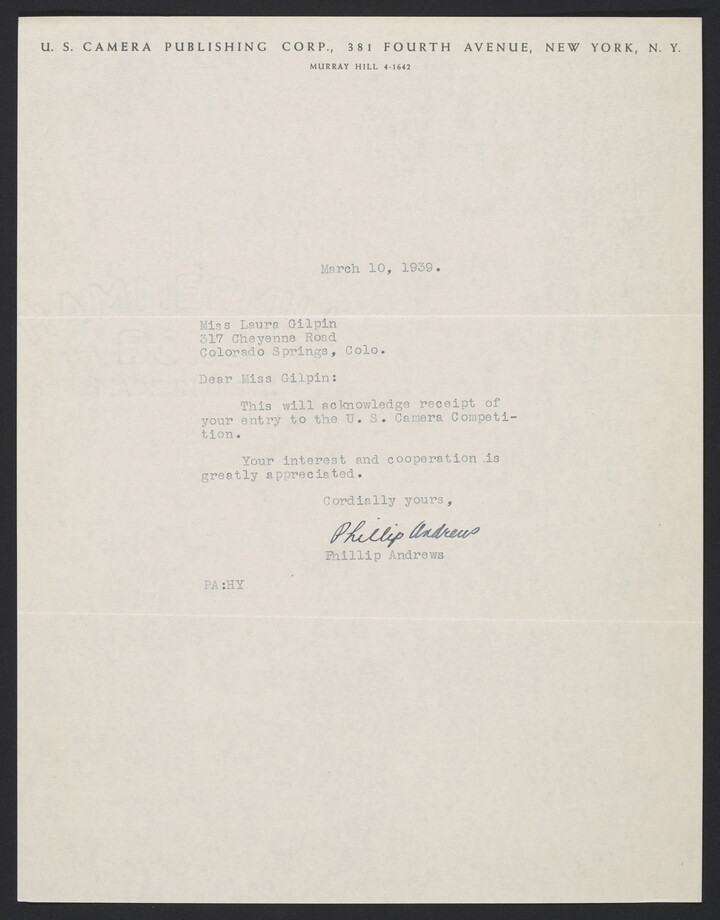 U. S. CAMERA PUBLISHING CORP., 381 FOURTH AVENUE, NEW YORK, N. Y.
MURRAY HILL 4-1642
March 10, 1939.
Miss Laura Gilpin
317 Cheyenne Road
Colorado Springs, Colo.
Dear Miss Gilpin:
This will acknowledge receipt of
your entry to the U. S. Camera Competi-
tion.
Your interest and cooperation is
greatly appreciated.
Cordially yours,
Phillip Andrews
Phillip Andrews
PA:HY